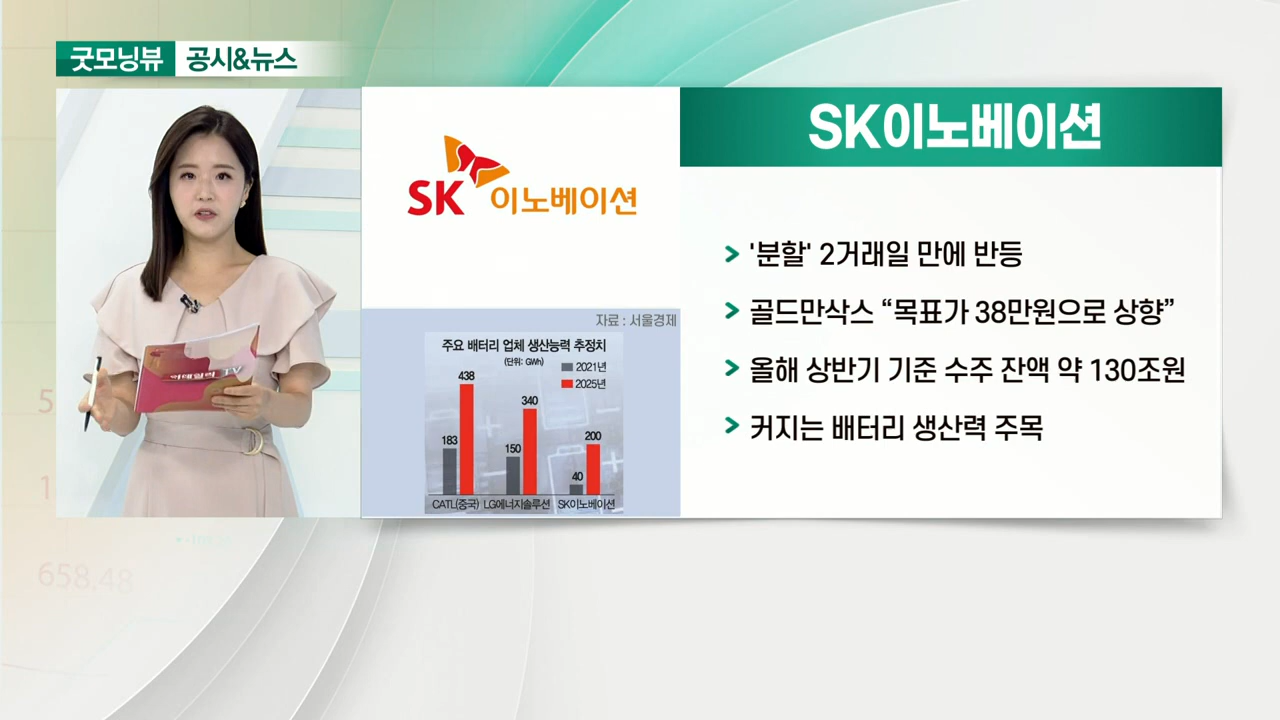 굿모닝뷰 공시&뉴스
SK이노베이션
SK 이노베이션
'분할' 2거래일 만에 반등
골드만삭스 “목표가 38만원으로 상향”
올해 상반기 기준 수주 잔액 약 130조원
커지는 배터리 생산력 주목
자료 : 서울경제
주요 배터리 업체 생산능력 추정치
(단위: GWh)
2021년
2025년
438
340
183
150
200
40
CATL(중국) LG에너지솔루션 SK이노베이션
이데일리 TV
658.48